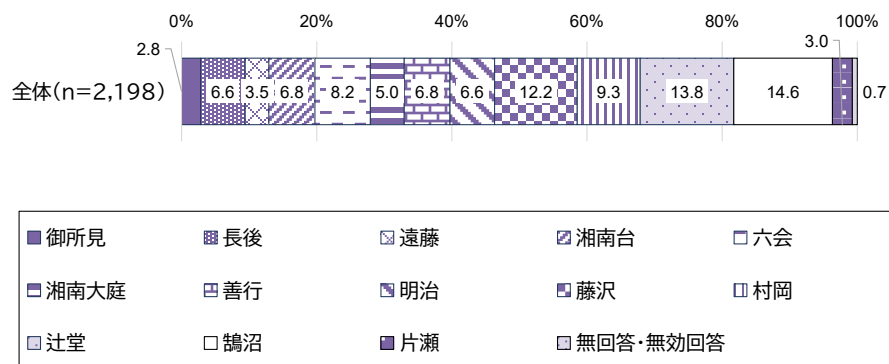 0% 20% 40% 60% 80% 100%
2.8 3.0
全体(n=2,198) 6.6 3.5 6.8 8.2 5.0 6.8 6.6 12.2 9.3 13.8 14.6 0.7
御所見 長後 遠藤 湘南台 六会
湘南大庭 善行 明治 藤沢 村岡
辻堂 鵠沼 片瀬 無回答・無効回答